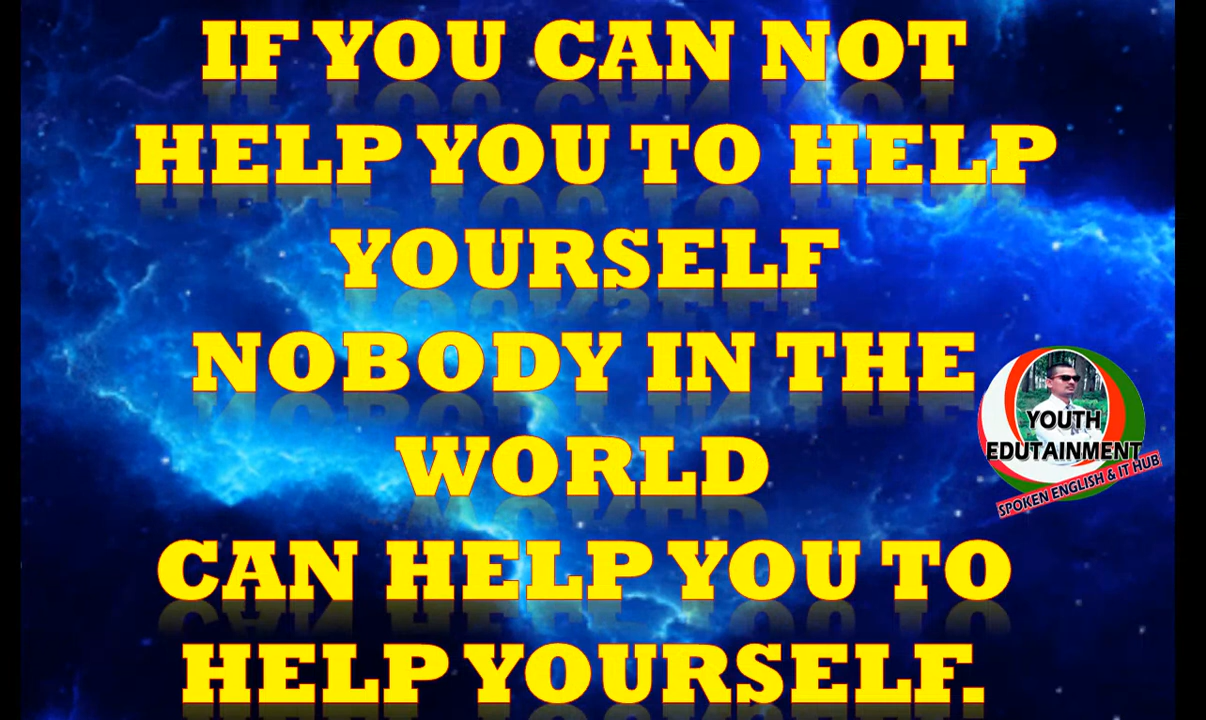 IF YOU CAN NOT
HELP YOU TO HELP
YOURSELF
NOBODY IN THE
WORLD
CAN HELP YOU TO
HELP YOURSELF.
YOUTH
EDUTAINMENT
SPOKEN ENGLISH & IT HUB